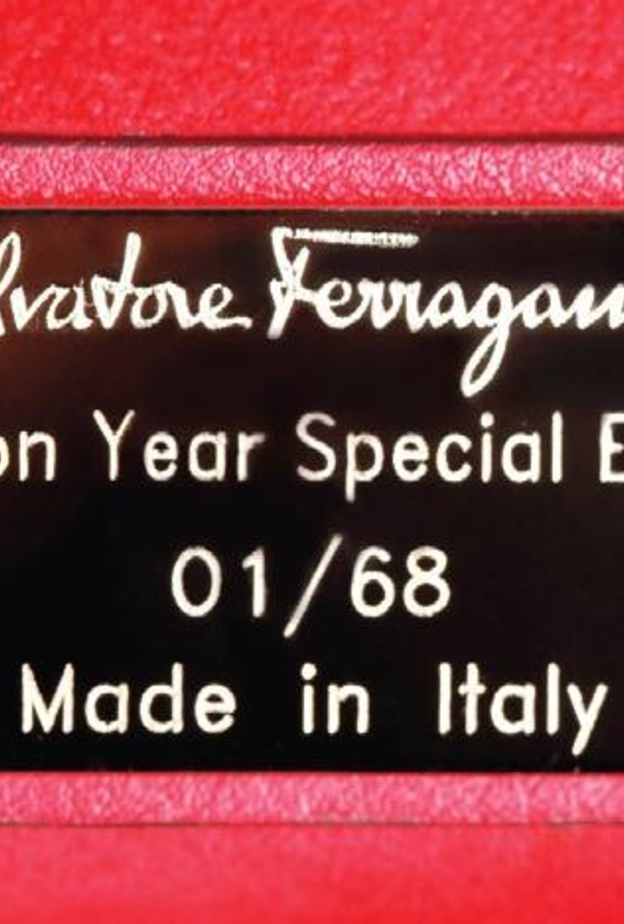 lvatore Ferragam
on Year Special E
01/68
Made in Italy